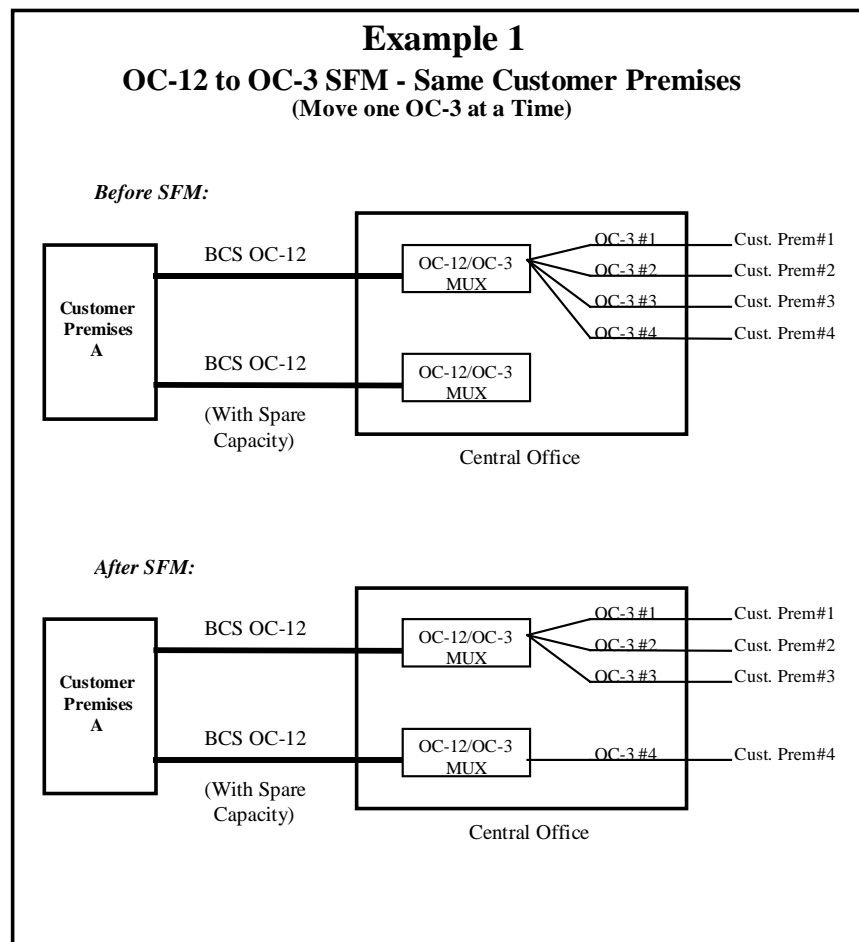 Example 1
OC-12 to OC-3 SFM - Same Customer Premises
(Move one OC-3 at a Time)
Before SFM:
Customer
Premises
A
BCS OC-12
BCS OC-12
(With Spare
Capacity)
OC-12/OC-3
MUX
OC-12/OC-3
MUX
OC-3 #1
OC-3 #2
OC-3 #3
OC-3 #4
Cust. Prem#1
Cust. Prem#2
Cust. Prem#3
Cust. Prem#4
Central Office
After SFM:
Customer
Premises
A
BCS OC-12
BCS OC-12
(With Spare
Capacity)
OC-12/OC-3
MUX
OC-12/OC-3
MUX
OC-3 #1
OC-3 #2
OC-3 #3
OC-3 #4
Cust. Prem#1
Cust. Prem#2
Cust. Prem#3
Cust. Prem#4
Central Office